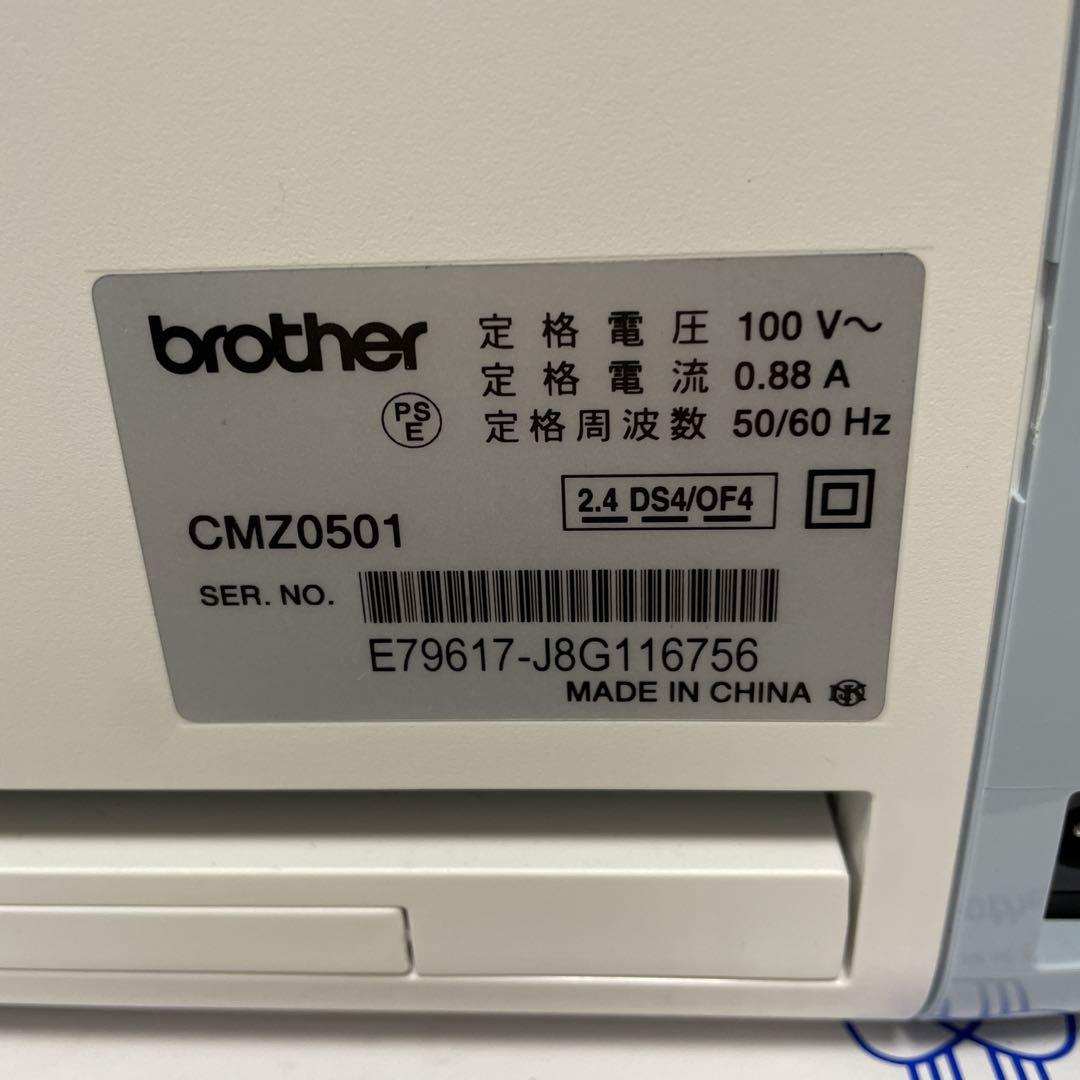 brother
定格電圧 100 V～
定格電流 0.88 A
定格周波数 50/60 Hz
PS
E
2.4 DS4/OF4
CMZ0501
SER. NO.
E79617-J8G116756
MADE IN CHINA